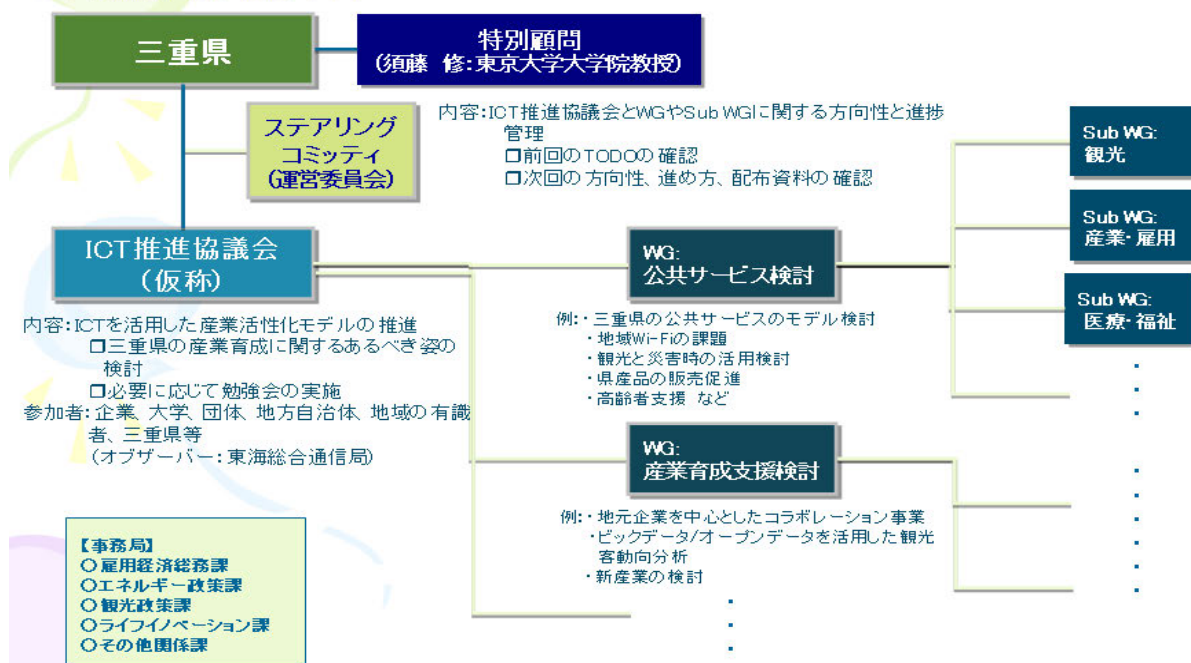 三重県
特別顧問
(須藤 修:東京大学大学院教授)
ステアリング
コミッティ
(運営委員会)
内容:ICT推進協議会とWGやSub WGに関する方向性と進捗
管理
□前回のTODOの確認
□次回の方向性、進め方、配布資料の確認
Sub WG:
観光
Sub WG:
産業・雇用
Sub WG:
医療・福祉
・
・
・
ICT推進協議会
(仮称)
内容:ICTを活用した産業活性化モデルの推進
□三重県の産業育成に関するあるべき姿の
検討
□必要に応じて勉強会の実施
参加者:企業、大学、団体、地方自治体、地域の有識
者、三重県等
(オブザーバー:東海総合通信局)
WG:
公共サービス検討
例:・三重県の公共サービスのモデル検討
・地域Wi-Fiの課題
・観光と災害時の活用検討
・県産品の販売促進
・高齢者支援 など
WG:
産業育成支援検討
例:・地元企業を中心としたコラボレーション事業
・ビックデータ/オープンデータを活用した観光
客動向分析
・新産業の検討
・
・
・
・
・
・
・
・
・
【事務局】
○雇用経済総務課
○エネルギー政策課
○観光政策課
○ライフイノベーション課
○その他関係課